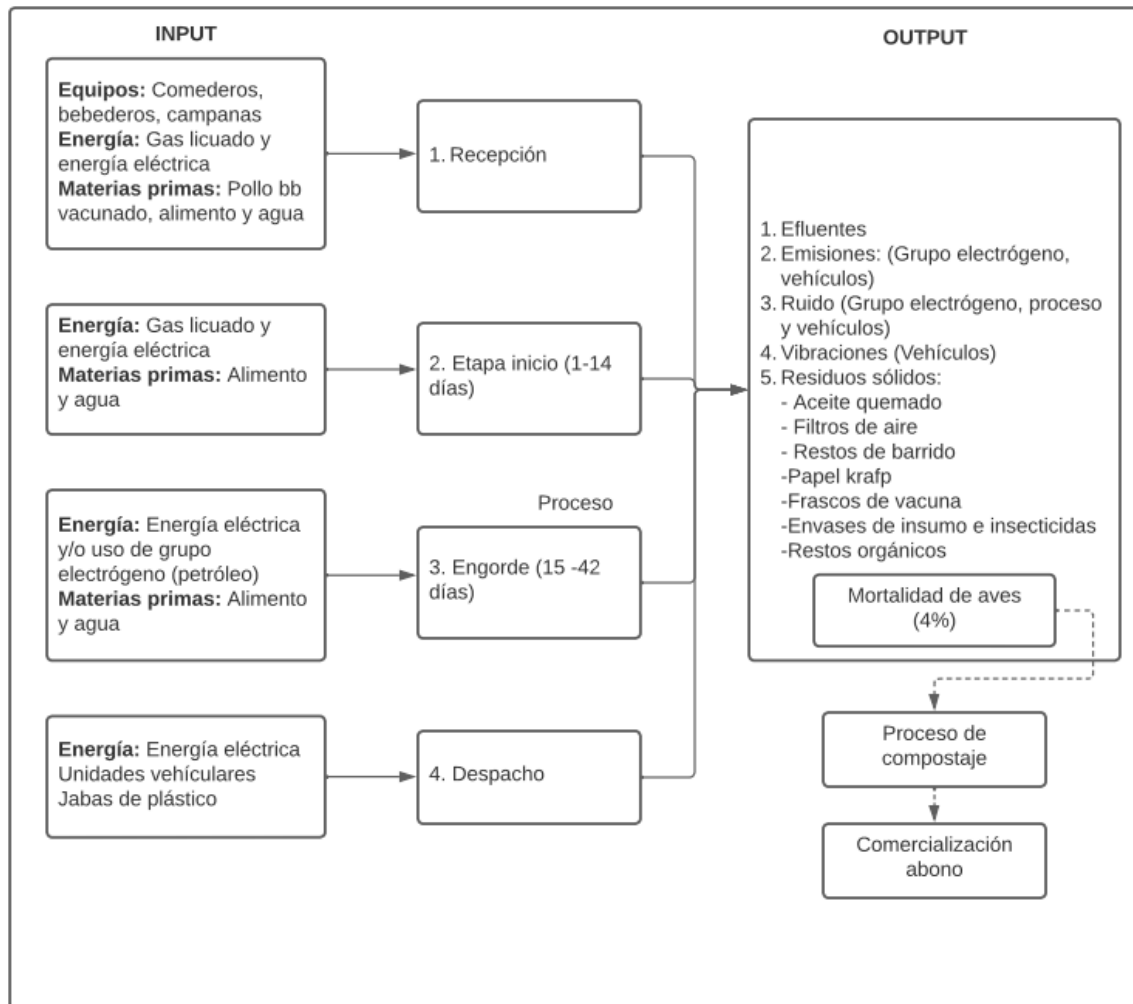 INPUT
OUTPUT
Equipos: Comederos,
bebederos, campanas
Energía: Gas licuado y
energía eléctrica
Materias primas: Pollo bb
vacunado, alimento y agua
1. Recepción
Energía: Gas licuado y
energía eléctrica
Materias primas: Alimento
y agua
2. Etapa inicio (1-14
días)
Proceso
Energía: Energía eléctrica
y/o uso de grupo
electrógeno (petróleo)
Materias primas: Alimento
y agua
3. Engorde (15 -42
días)
Energía: Energía eléctrica
Unidades vehículares
Jabas de plástico
4. Despacho
1. Efluentes
2. Emisiones: (Grupo electrógeno,
vehículos)
3. Ruido (Grupo electrógeno, proceso
y vehículos)
4. Vibraciones (Vehículos)
5. Residuos sólidos:
- Aceite quemado
- Filtros de aire
- Restos de barrido
-Papel krafp
-Frascos de vacuna
-Envases de insumo e insecticidas
-Restos orgánicos
Mortalidad de aves
(4%)
Proceso de
compostaje
Comercialización
abono